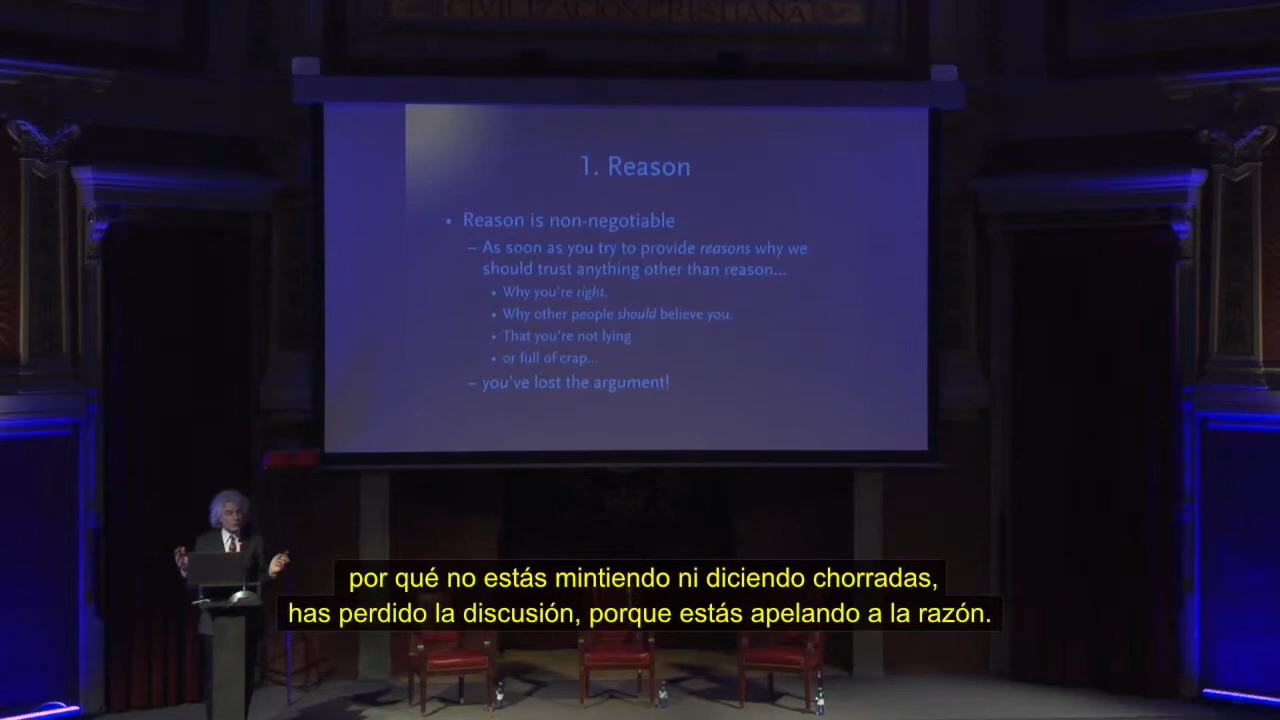 CIVILIZACION CRISTIANA
1. Reason
• Reason is non-negotiable
– As soon as you try to provide reasons why we
should trust anything other than reason...
• Why you're right.
• Why other people should believe you.
• That you're not lying
• or full of crap...
– you've lost the argument!
por qué no estás mintiendo ni diciendo chorradas,
has perdido la discusión, porque estás apelando a la razón.